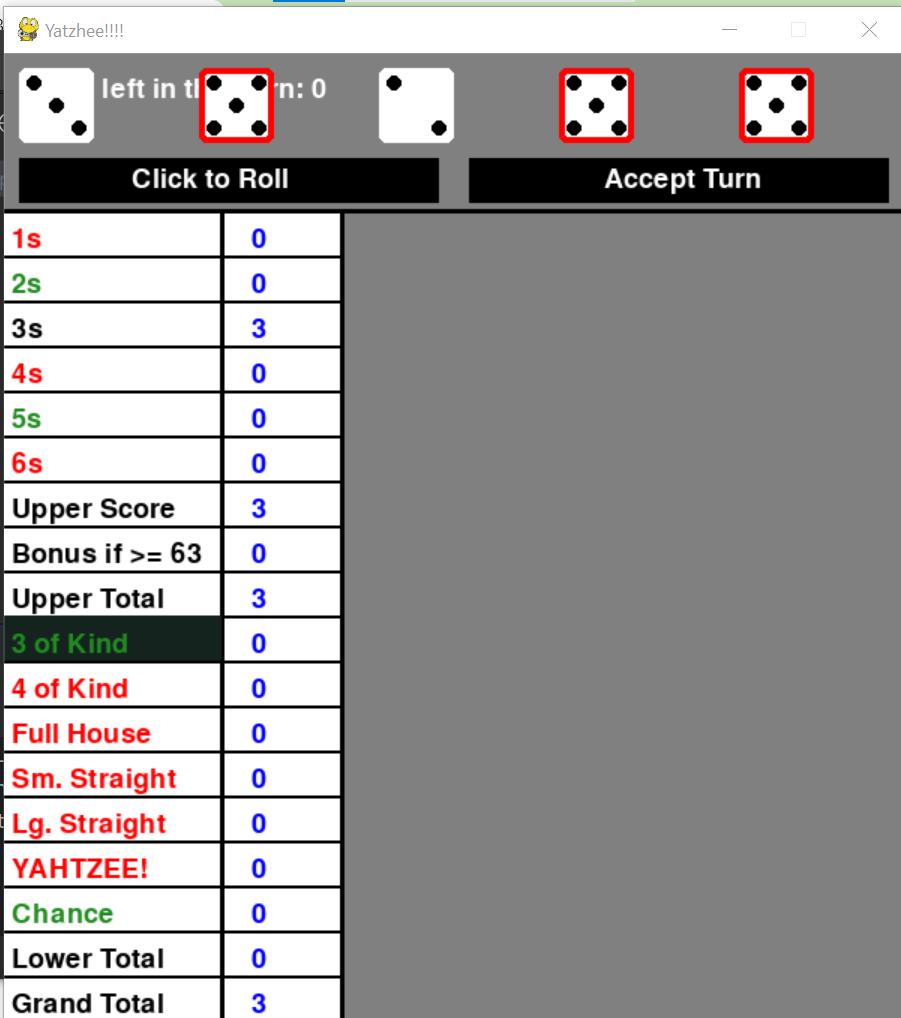 Yatzhee!!!!
left in th rn: 0
Click to Roll
Accept Turn
1s 0
2s 0
3s 3
4s 0
5s 0
6s 0
Upper Score 3
Bonus if >= 63 0
Upper Total 3
3 of Kind 0
4 of Kind 0
Full House 0
Sm. Straight 0
Lg. Straight 0
YAHTZEE! 0
Chance 0
Lower Total 0
Grand Total 3